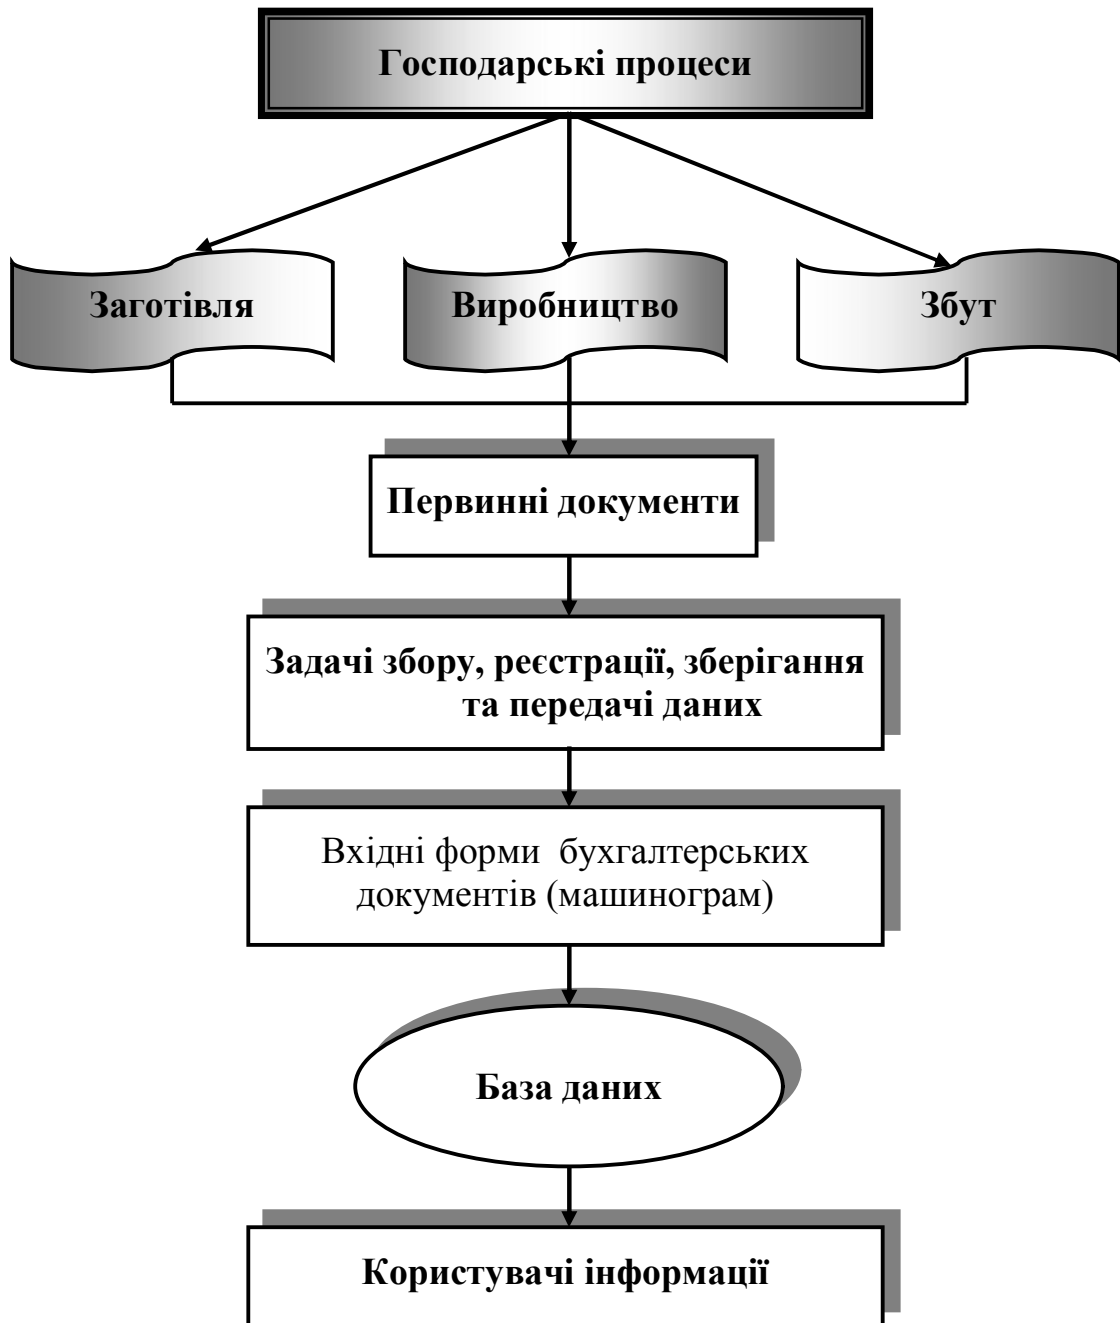 Господарські процеси
Заготівля
Виробництво
Збут
Первинні документи
Задачі збору, реєстрації, зберігання
та передачі даних
Вхідні форми  бухгалтерських
документів (машинограм)
База даних
Користувачі інформації